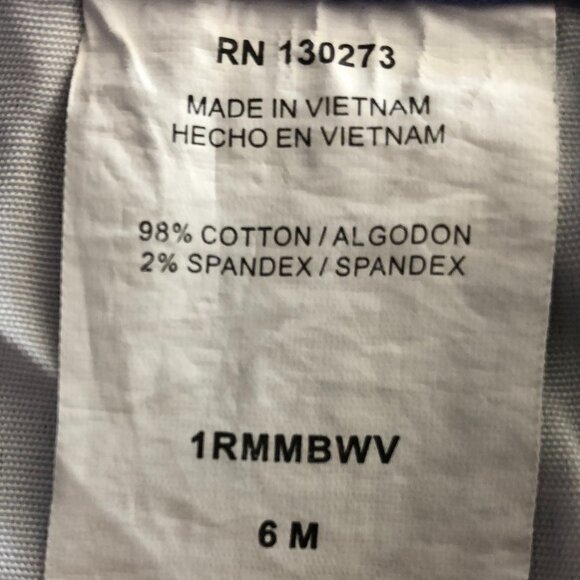 RN 130273
MADE IN VIETNAM
HECHO EN VIETNAM
98% COTTON / ALGODON
2% SPANDEX / SPANDEX
1RMMBWV
6 M